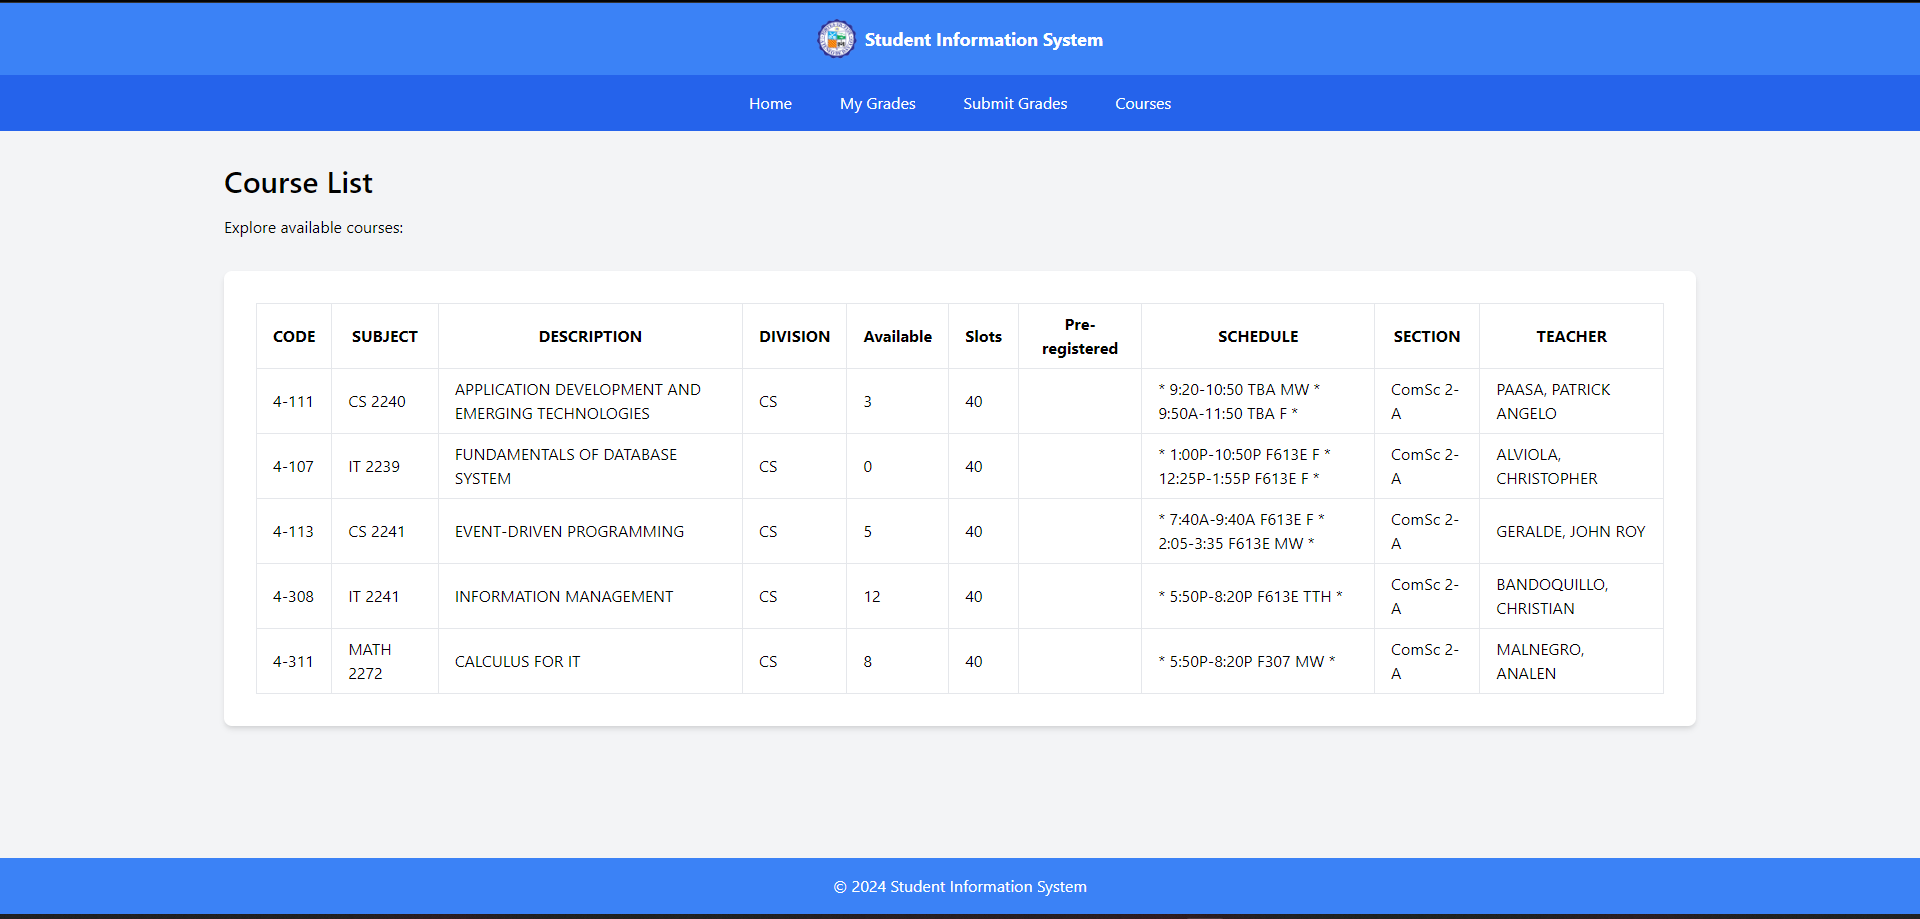 Student Information System
Home My Grades Submit Grades Courses
Course List
Explore available courses:
CODE SUBJECT DESCRIPTION DIVISION Available Slots Pre-
registered SCHEDULE SECTION TEACHER
4-111 CS 2240 APPLICATION DEVELOPMENT AND
EMERGING TECHNOLOGIES CS 3 40 * 9:20-10:50 TBA MW *
9:50A-11:50 TBA F * ComSc 2-
A PAASA, PATRICK
ANGELO
4-107 IT 2239 FUNDAMENTALS OF DATABASE
SYSTEM CS 0 40 * 1:00P-10:50P F613E F *
12:25P-1:55P F613E F * ComSc 2-
A ALVIOLA,
CHRISTOPHER
4-113 CS 2241 EVENT-DRIVEN PROGRAMMING CS 5 40 * 7:40A-9:40A F613E F *
2:05-3:35 F613E MW * ComSc 2-
A GERALDE, JOHN ROY
4-308 IT 2241 INFORMATION MANAGEMENT CS 12 40 * 5:50P-8:20P F613E TTH * ComSc 2-
A BANDOQUILLO,
CHRISTIAN
4-311 MATH
2272 CALCULUS FOR IT CS 8 40 * 5:50P-8:20P F307 MW * ComSc 2-
A MALNEGRO,
ANALEN
© 2024 Student Information System